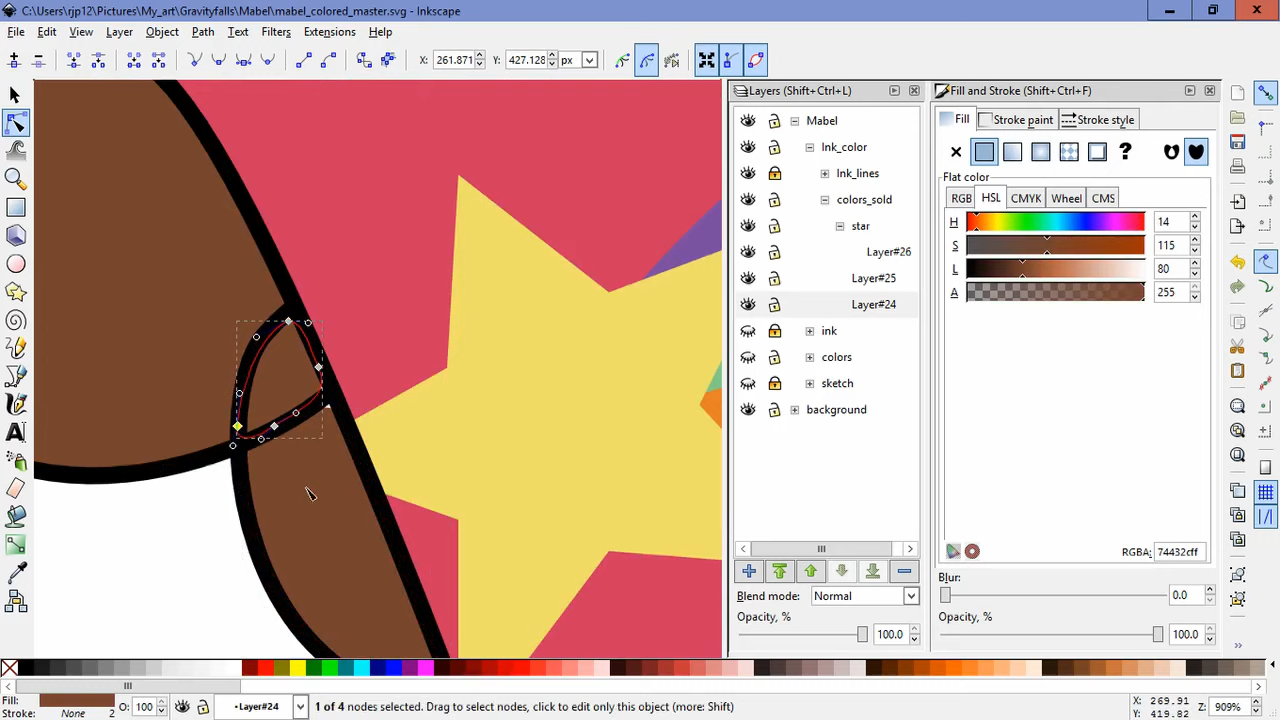 C:\Users\rjp12\Pictures\My_art\Gravityfalls\Mabel\mabel_colored_master.svg - Inkscape
File Edit View Layer Object Path Text Filters Extensions Help
X: 261.871 Y: 427.128 px
Layers (Shift+Ctrl+L)
Mabel
Ink_color
Ink_lines
colors_sold
star
Layer#26
Layer#25
Layer#24
ink
colors
sketch
background
Blend mode: Normal
Opacity, %
100.0
Fill and Stroke (Shift+Ctrl+F)
Fill Stroke paint Stroke style
Flat color
RGB HSL CMYK Wheel CMS
H 14
S 115
L 80
A 255
RGBA: 74432cff
Blur:
0.0
Opacity, %
100.0
Fill:
Stroke: None 2
O: 100
•Layer#24
1 of 4 nodes selected. Drag to select nodes, click to edit only this object (more: Shift)
X: 269.91
Y: 419.82
Z: 909%